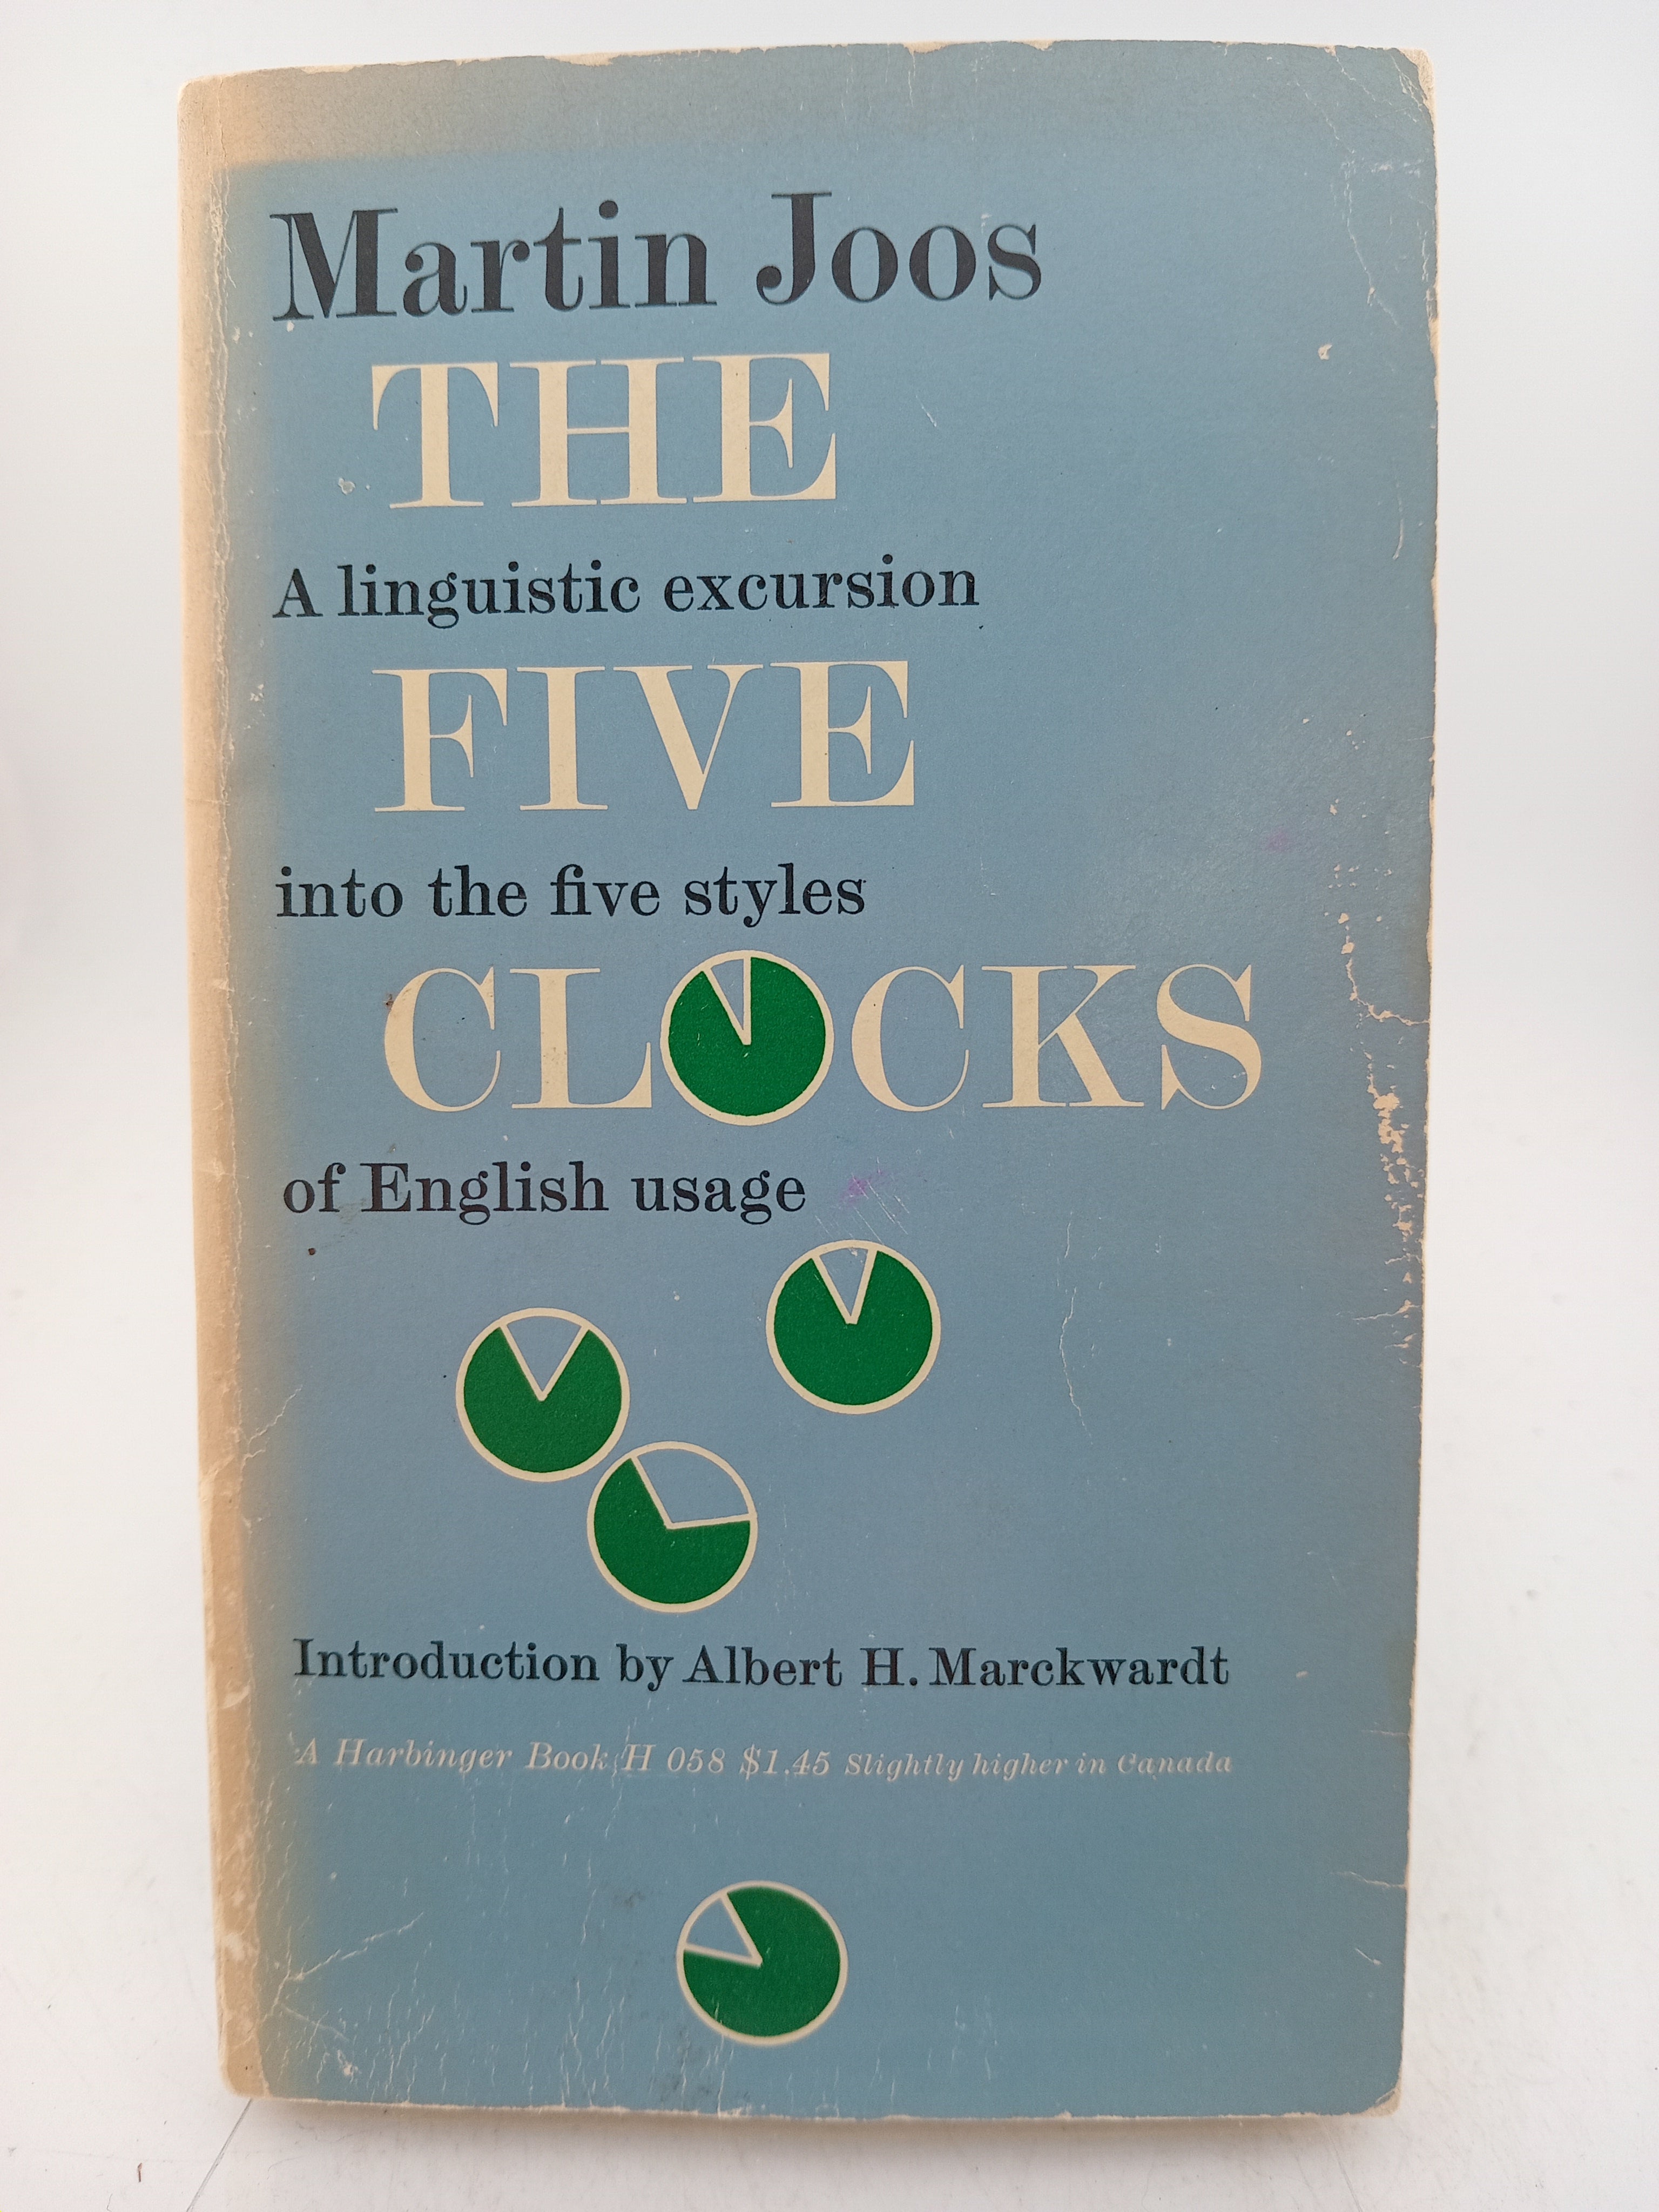 Martin Joos
THE
A linguistic excursion
FIVE
into the five styles
CLOCKS
of English usage
Introduction by Albert H. Marckwardt
A Harbinger Book H 058 $1.45 Slightly higher in Canada